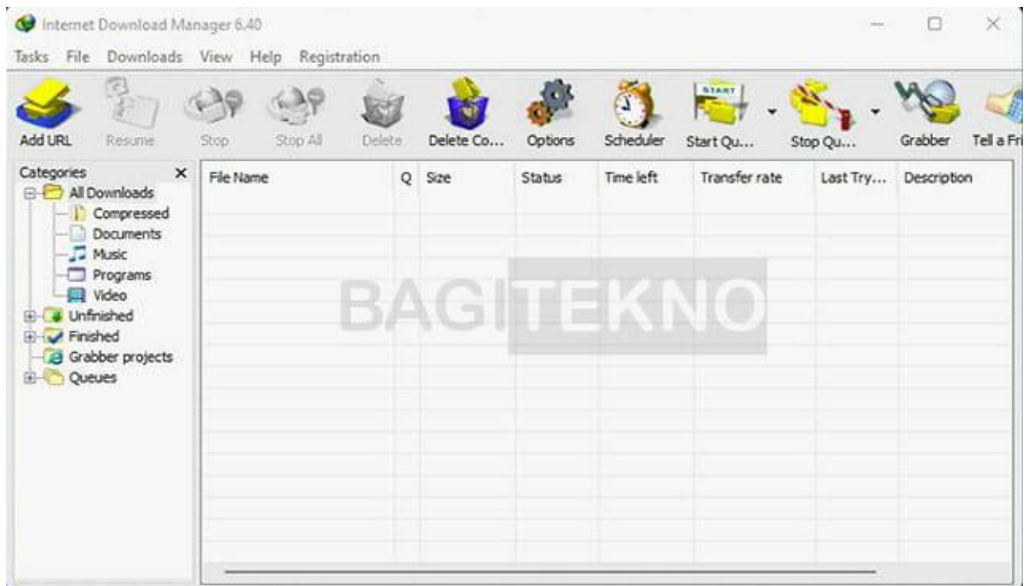 Internet Download Manager 6.40
Tasks File Downloads View Help Registration
Add URL Resume Stop Stop All Delete Delete Co... Options Scheduler Start Qu... Stop Qu... Grabber Tell a Fri
START
Categories
File Name Q Size Status Time left Transfer rate Last Try... Description
All Downloads
Compressed
Documents
Music
Programs
Video
Unfinished
Finished
Grabber projects
Queues
BAGITEKNO